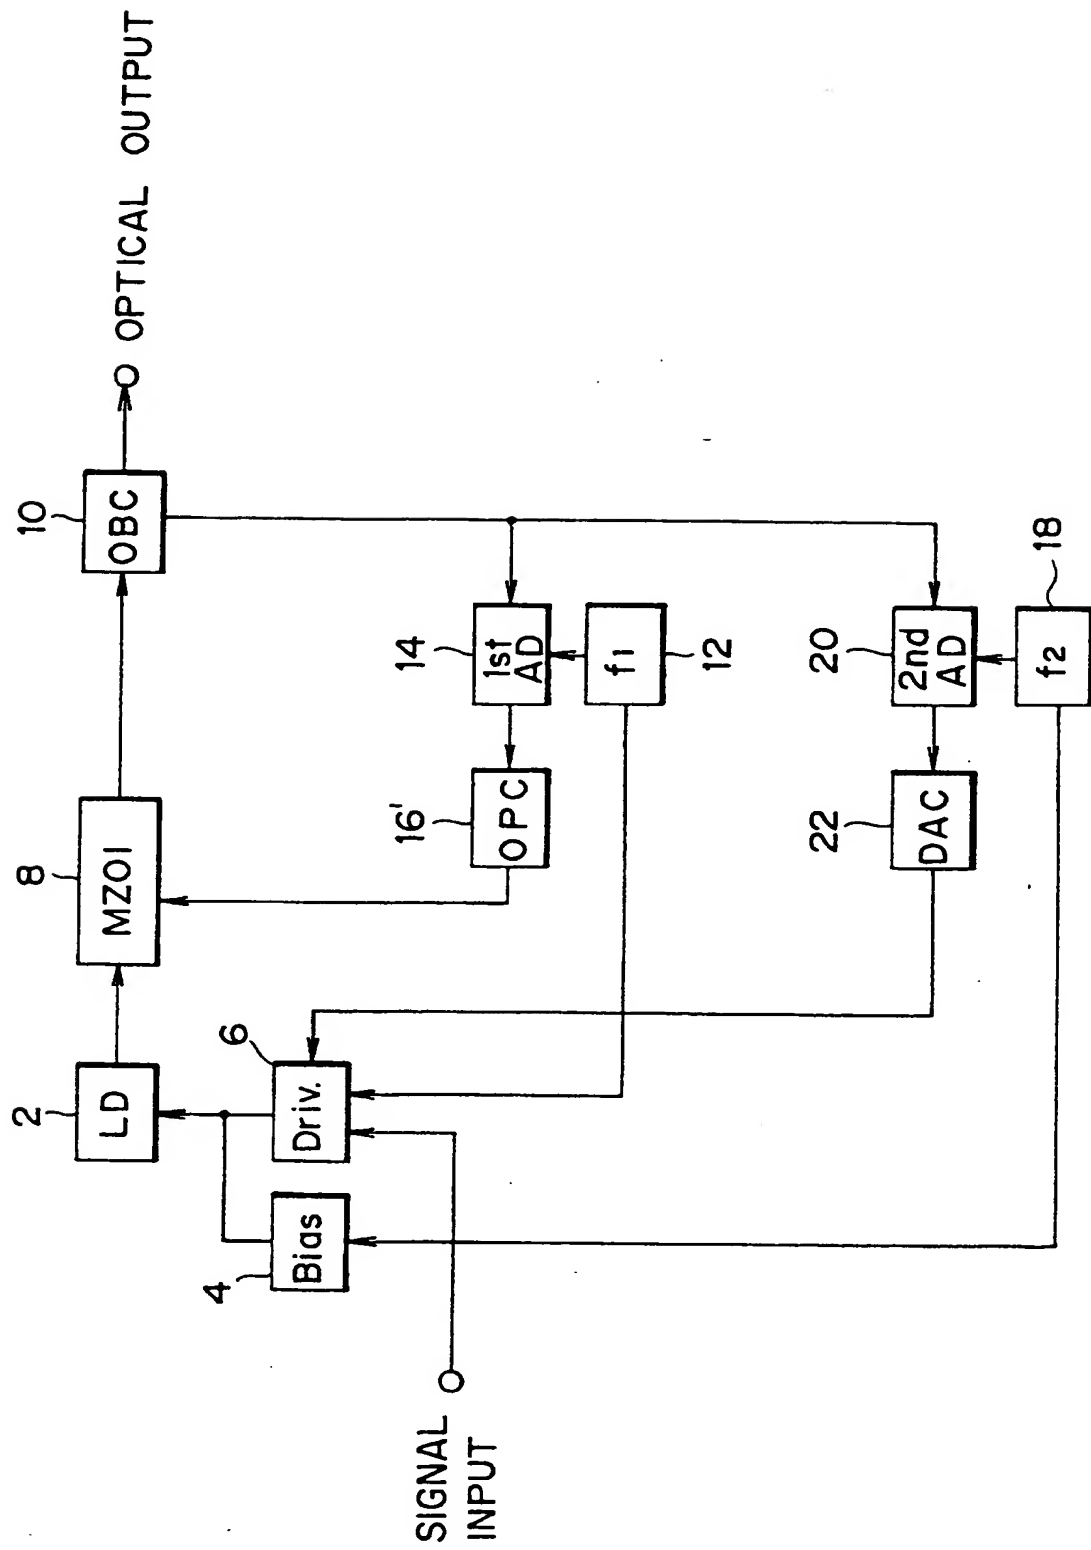 2
LD
8
MZOI
10
OBC
OPTICAL OUTPUT
4
Bias
6
Driv.
16'
OPC
14
1st
AD
f1
12
SIGNAL
INPUT
22
DAC
20
2nd
AD
f2
18